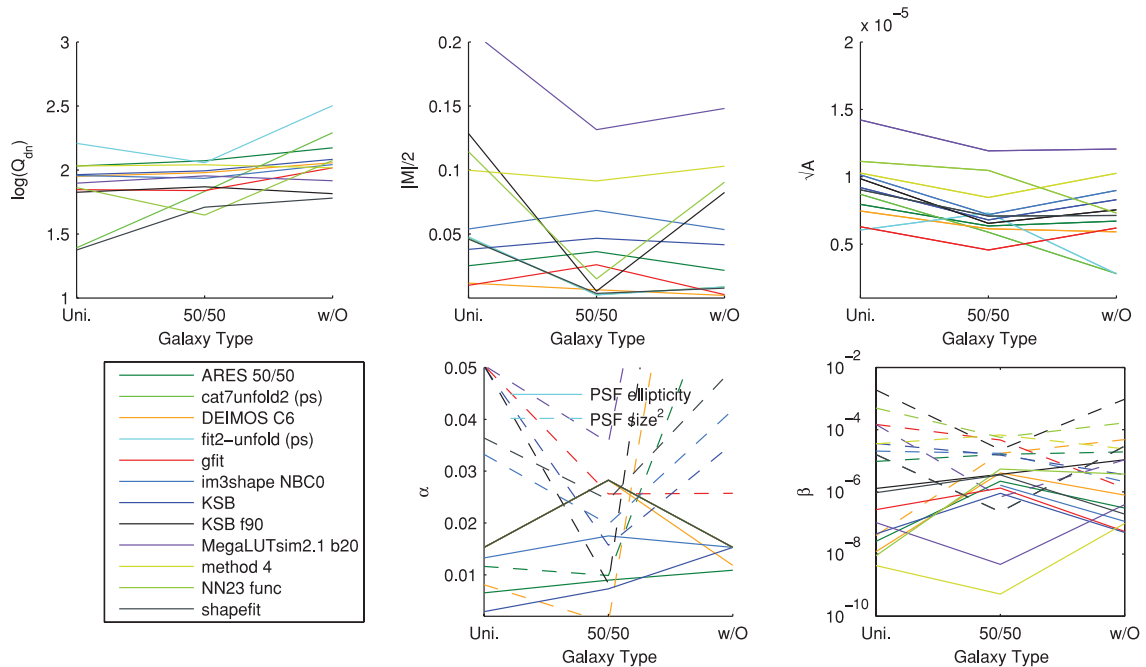 x 10⁻⁵
3
2.5
2
1.5
1
log(Q_dn)
Uni. 50/50 w/O
Galaxy Type
0.2
0.15
0.1
0.05
|M|/2
Uni. 50/50 w/O
Galaxy Type
2
1.5
1
0.5
√A
Uni. 50/50 w/O
Galaxy Type
ARES 50/50
cat7unfold2 (ps)
DEIMOS C6
fit2-unfold (ps)
gfit
im3shape NBC0
KSB
KSB f90
MegaLUTsim2.1 b20
method 4
NN23 func
shapefit
0.05
0.04
0.03
0.02
0.01
α
PSF ellipticity
PSF size²
Uni. 50/50 w/O
Galaxy Type
10⁻²
10⁻⁴
10⁻⁶
10⁻⁸
10⁻¹⁰
β
Uni. 50/50 w/O
Galaxy Type